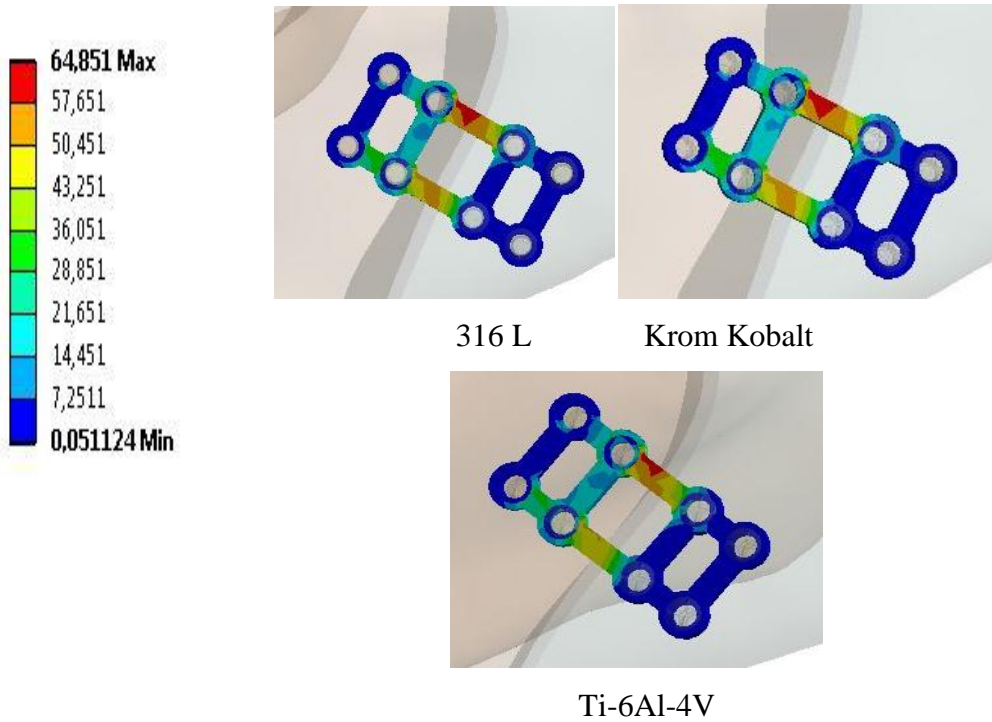 64,851 Max
57,651
50,451
43,251
36,051
28,851
21,651
14,451
7,2511
0,051124 Min
316 L
Krom Kobalt
Ti-6Al-4V